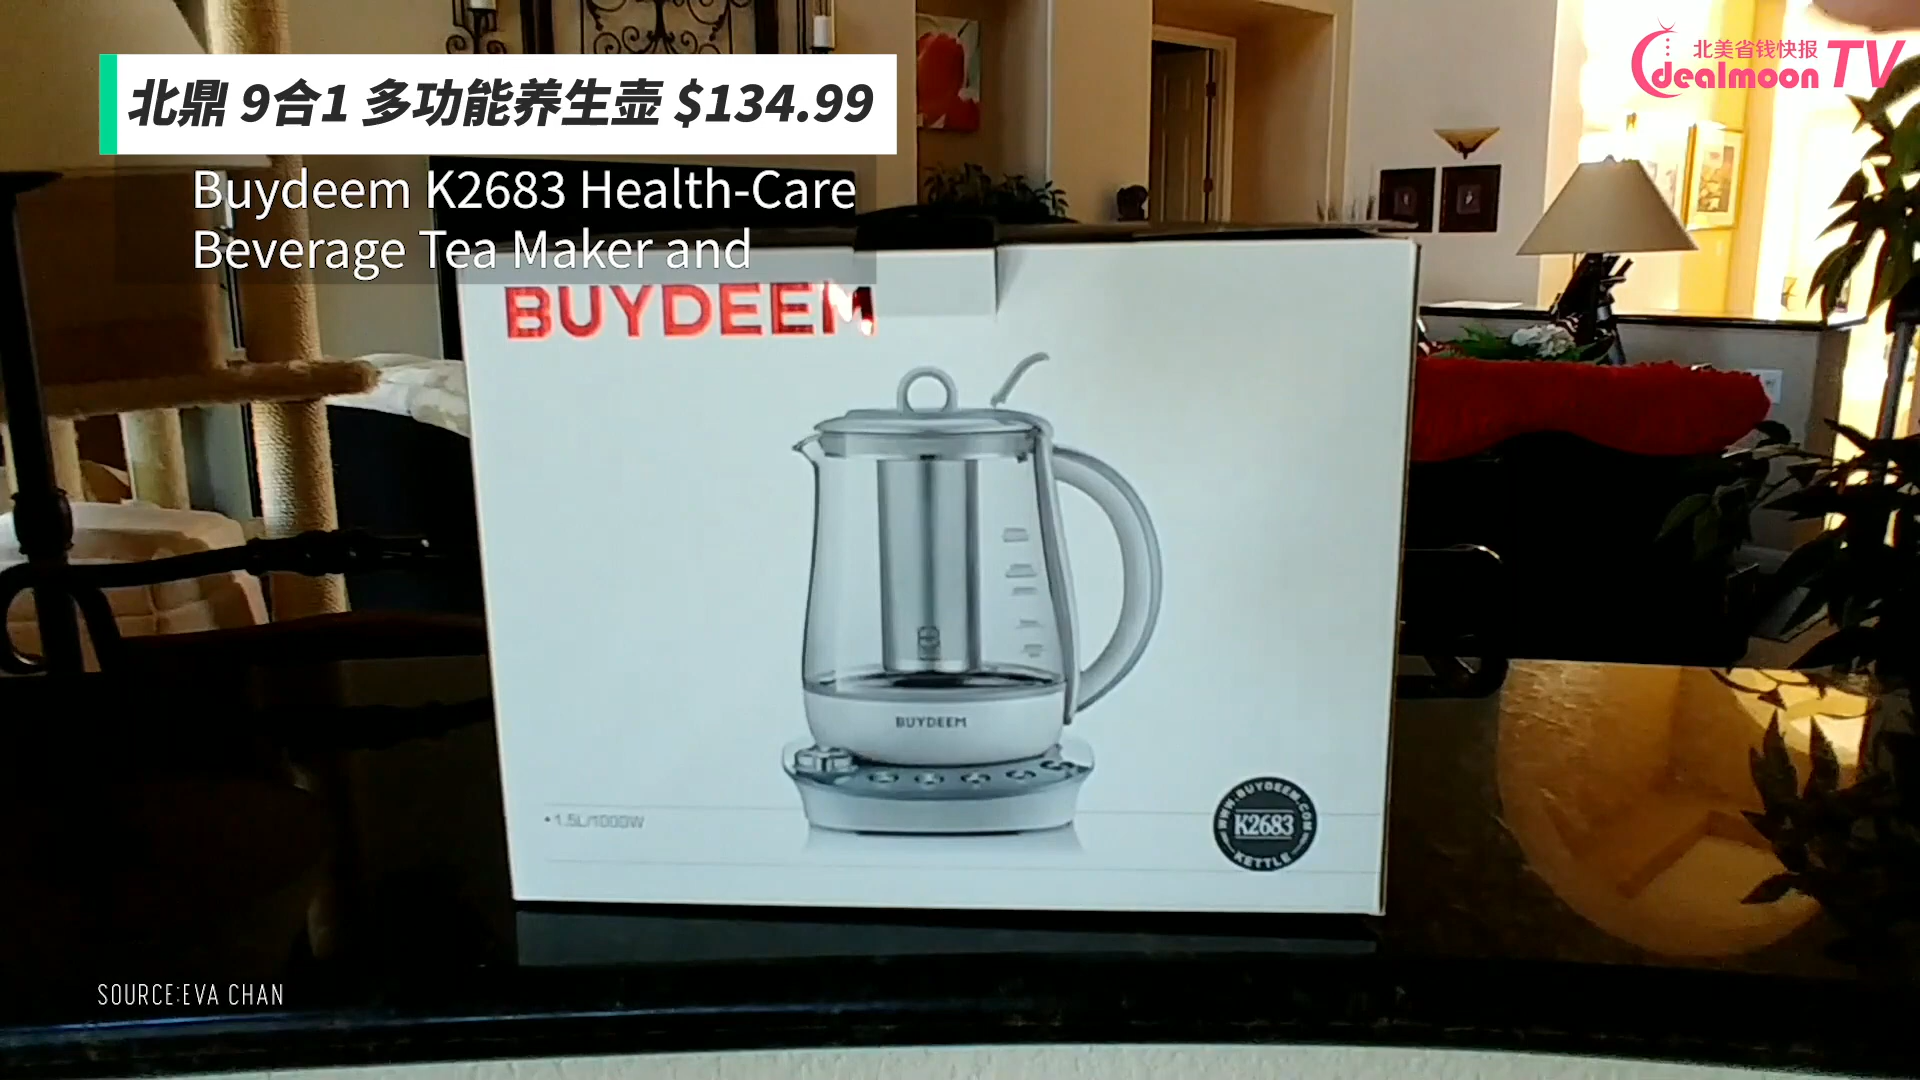 北鼎 9合1 多功能养生壶 $134.99
Buydeem K2683 Health-Care
Beverage Tea Maker and
北美省钱快报
dealmoon TV
BUYDEEM
BUYDEEM
•1.5L/1000W
WWW.BUYDEEM.COM
K2683
KETTLE
SOURCE:EVA CHAN